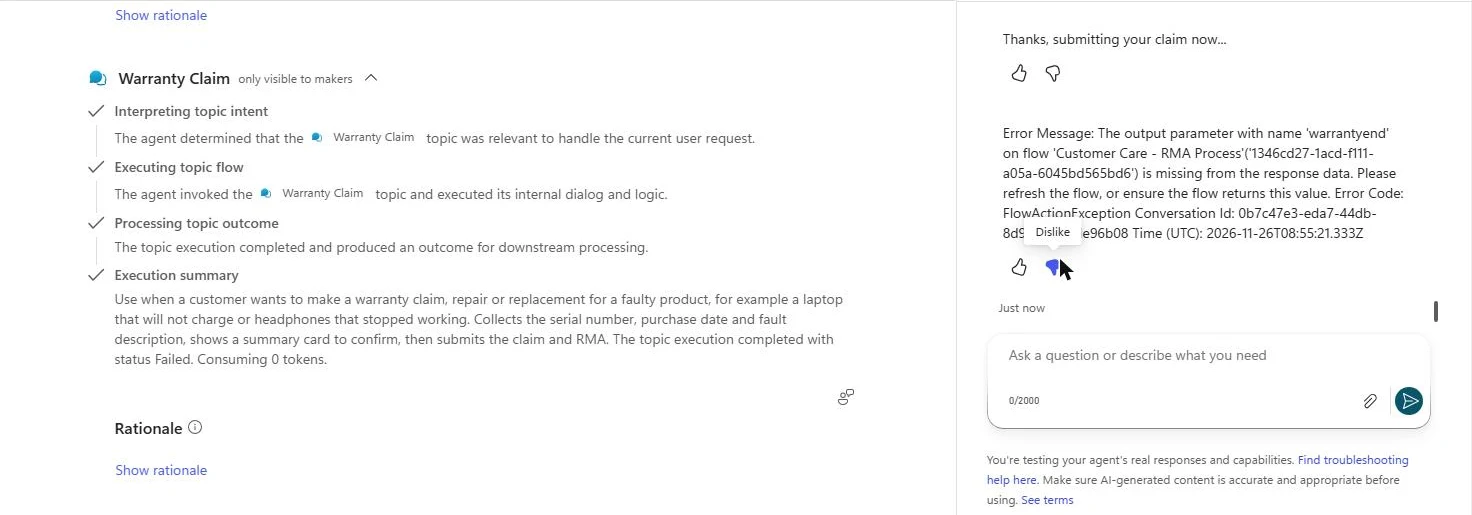 Show rationale
Warranty Claim only visible to makers
Interpreting topic intent
The agent determined that the Warranty Claim topic was relevant to handle the current user request.
Executing topic flow
The agent invoked the Warranty Claim topic and executed its internal dialog and logic.
Processing topic outcome
The topic execution completed and produced an outcome for downstream processing.
Execution summary
Use when a customer wants to make a warranty claim, repair or replacement for a faulty product, for example a laptop
that will not charge or headphones that stopped working. Collects the serial number, purchase date and fault
description, shows a summary card to confirm, then submits the claim and RMA. The topic execution completed with
status Failed. Consuming 0 tokens.
Rationale
Show rationale
Thanks, submitting your claim now...
Error Message: The output parameter with name 'warrantyend'
on flow 'Customer Care - RMA Process'('1346cd27-1acd-f111-
a05a-6045bd565bd6') is missing from the response data. Please
refresh the flow, or ensure the flow returns this value. Error Code:
FlowActionException Conversation Id: 0b7c47e3-eda7-44db-
Time (UTC): 2026-11-26T08:55:21.333Z
Dislike
Just now
Ask a question or describe what you need
0/2000
You're testing your agent's real responses and capabilities. Find troubleshooting
help here. Make sure AI-generated content is accurate and appropriate before
using. See terms